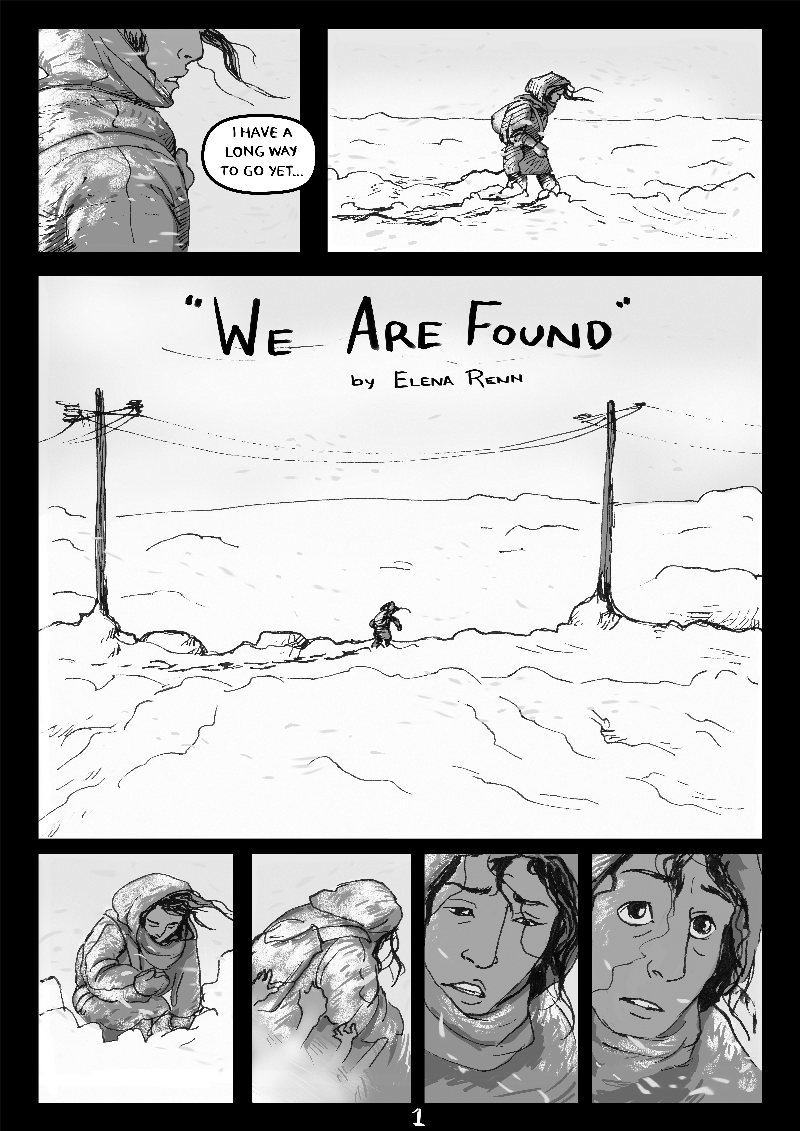 I HAVE A
LONG WAY
TO GO YET...
"WE ARE FOUND"
by ELENA RENN
1